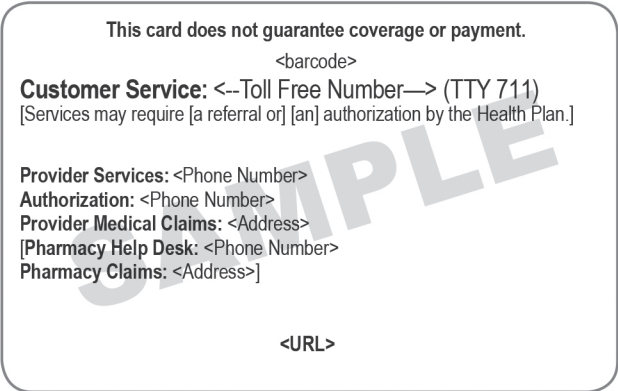 This card does not guarantee coverage or payment.
<barcode>
Customer Service: <--Toll Free Number—> (TTY 711)
[Services may require [a referral or] [an] authorization by the Health Plan.]
Provider Services: <Phone Number>
Authorization: <Phone Number>
Provider Medical Claims: <Address>
[Pharmacy Help Desk: <Phone Number>
Pharmacy Claims: <Address>]
SAMPLE
<URL>